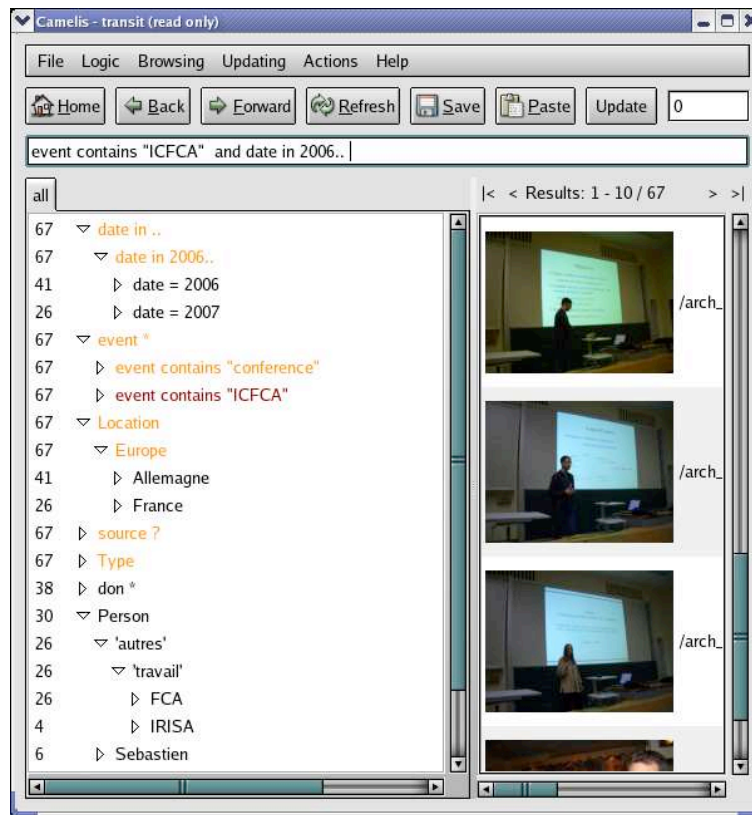 Camelis - transit (read only)
File Logic Browsing Updating Actions Help
Home Back Forward Refresh Save Paste Update 0
event contains "ICFCA"  and date in 2006..
all
|< < Results: 1 - 10 / 67 > >|
67 date in ..
67 date in 2006..
41 date = 2006
26 date = 2007
67 event *
67 event contains "conference"
67 event contains "ICFCA"
67 Location
67 Europe
41 Allemagne
26 France
67 source ?
67 Type
38 don *
30 Person
26 'autres'
26 'travail'
26 FCA
4 IRISA
6 Sebastien
/arch_
/arch_
/arch_